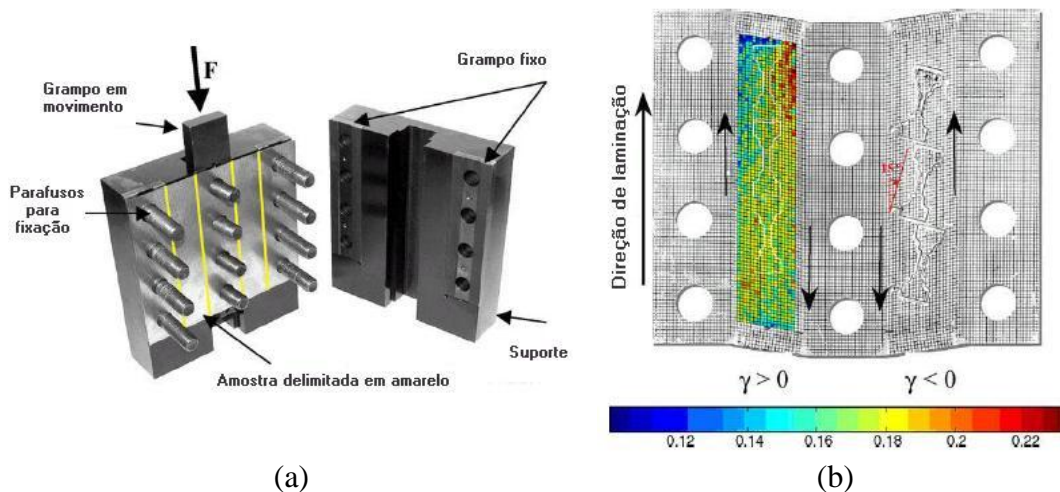 F
Grampo em
movimento
Grampo fixo
Parafusos
para
fixação
Suporte
Amostra delimitada em amarelo
(a)
Direção de laminação
γ > 0 γ < 0
0.12 0.14 0.16 0.18 0.2 0.22
(b)